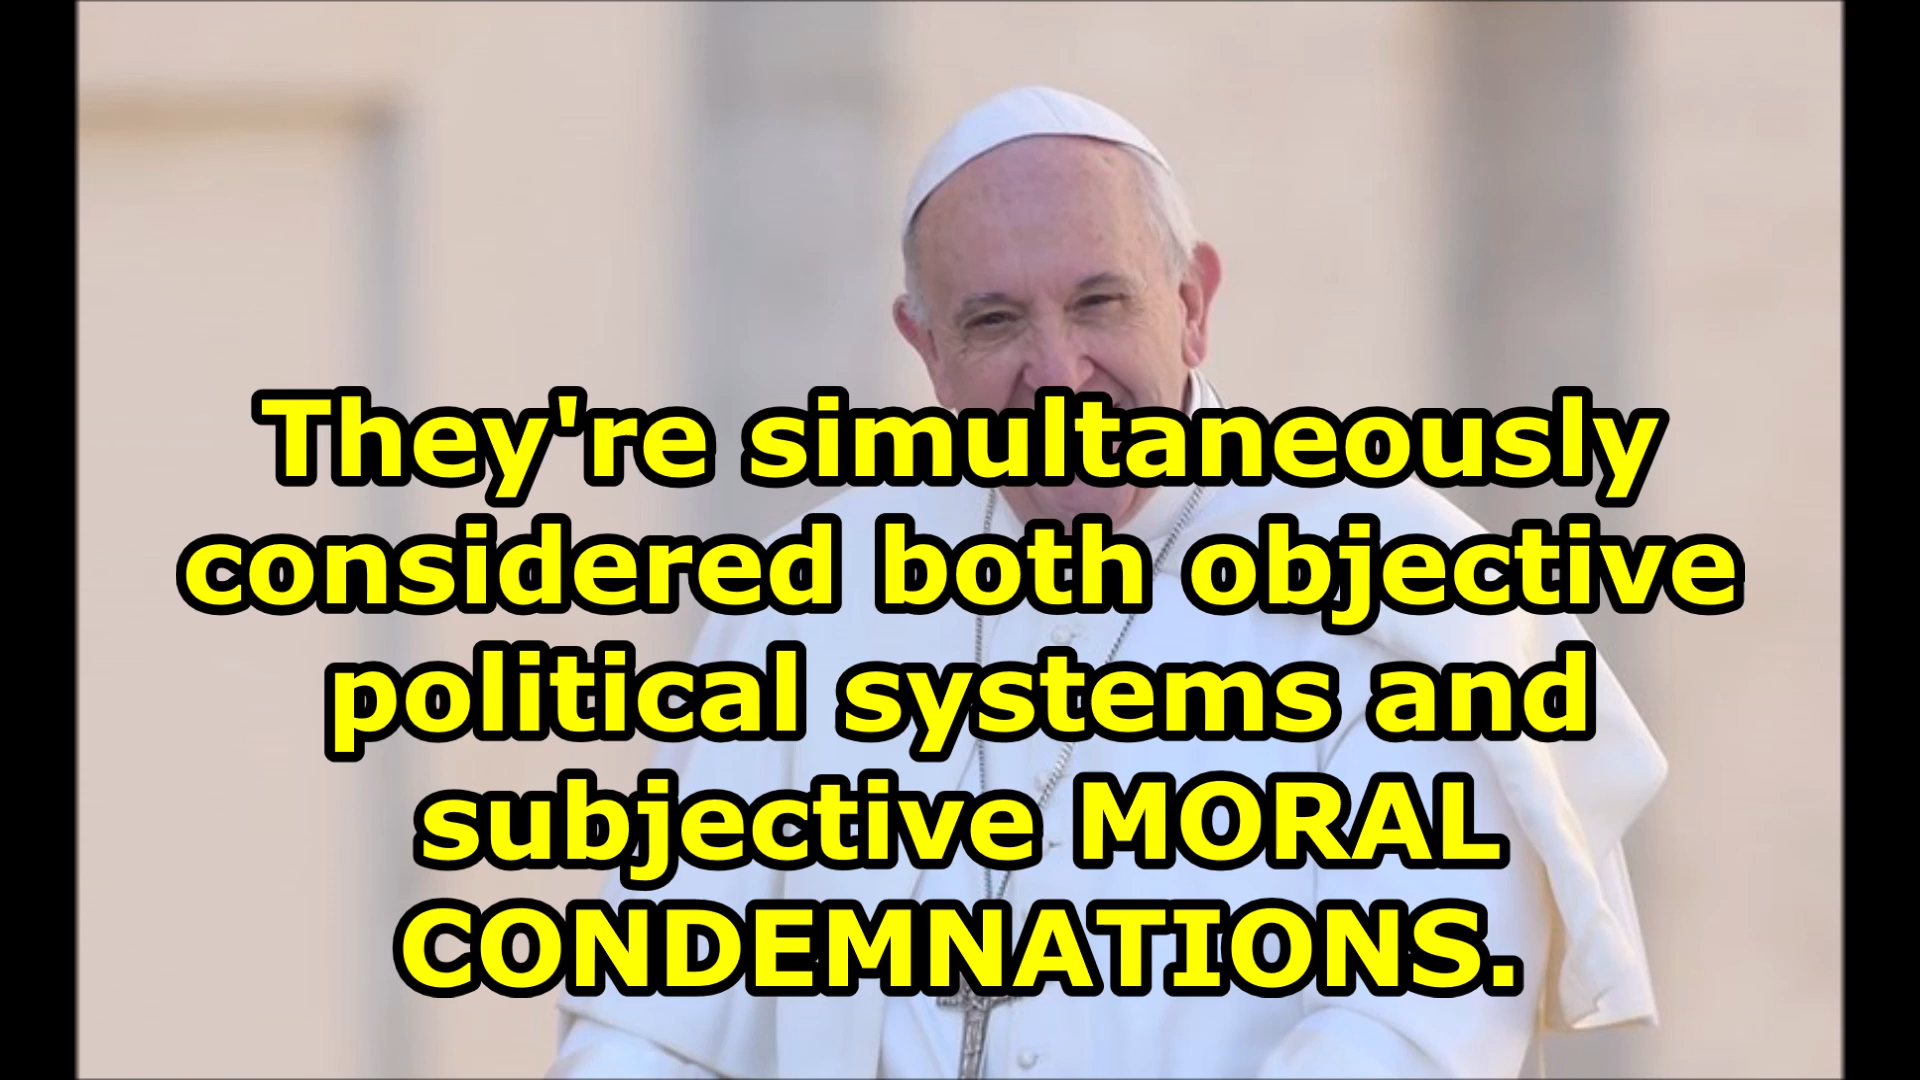 They're simultaneously
considered both objective
political systems and
subjective MORAL
CONDEMNATIONS.